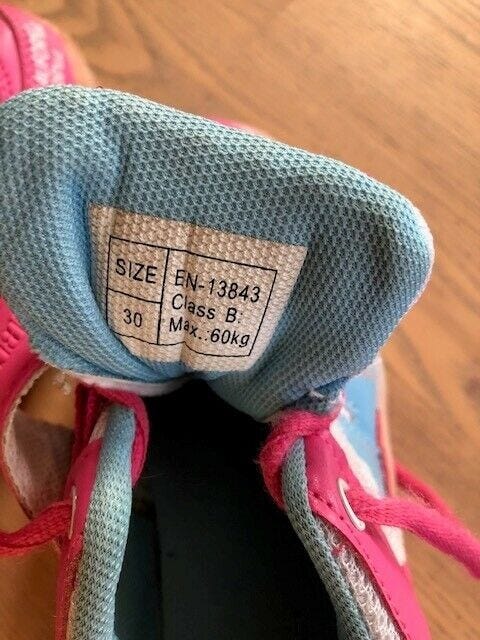 SIZE
30
EN-13843
Class B:
Max.:60kg